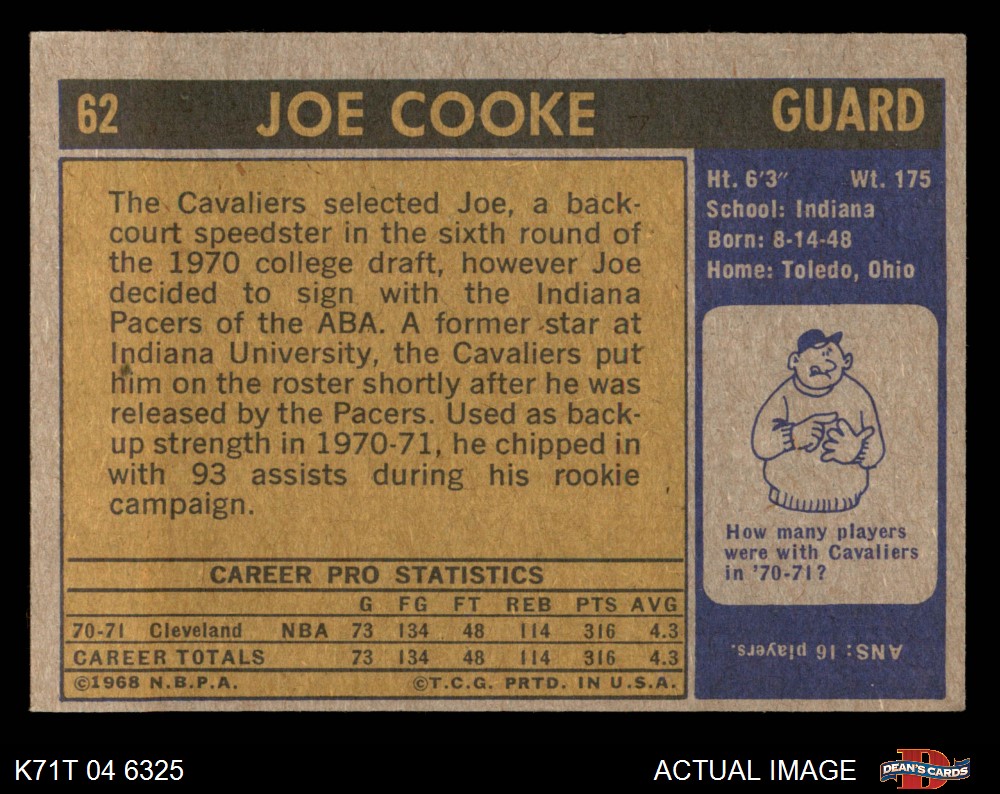 62 JOE COOKE GUARD
The Cavaliers selected Joe, a back-
court speedster in the sixth round of
the 1970 college draft, however Joe
decided to sign with the Indiana
Pacers of the ABA. A former star at
Indiana University, the Cavaliers put
him on the roster shortly after he was
released by the Pacers. Used as back-
up strength in 1970-71, he chipped in
with 93 assists during his rookie
campaign.
Ht. 6'3" Wt. 175
School: Indiana
Born: 8-14-48
Home: Toledo, Ohio
How many players
were with Cavaliers
in '70-71?
ANS: 16 players.
CAREER PRO STATISTICS
G FG FT REB PTS AVG
70-71 Cleveland NBA 73 134 48 114 316 4.3
CAREER TOTALS 73 134 48 114 316 4.3
©1968 N.B.P.A. ©T.C.G. PRTD. IN U.S.A.
K71T 04 6325 ACTUAL IMAGE D DEAN'S CARDS